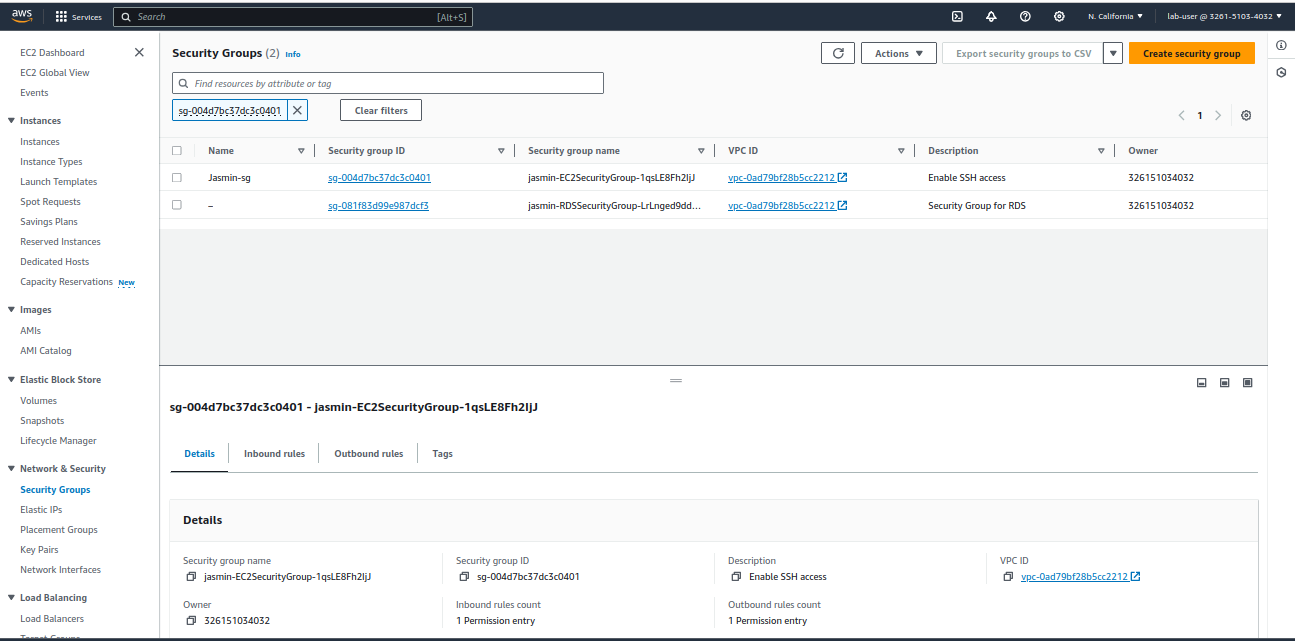 aws
Services
Search
[Alt+S]
N. California
lab-user @ 3261-5103-4032
EC2 Dashboard
EC2 Global View
Events
Instances
Instances
Instance Types
Launch Templates
Spot Requests
Savings Plans
Reserved Instances
Dedicated Hosts
Capacity Reservations New
Images
AMIs
AMI Catalog
Elastic Block Store
Volumes
Snapshots
Lifecycle Manager
Network & Security
Security Groups
Elastic IPs
Placement Groups
Key Pairs
Network Interfaces
Load Balancing
Load Balancers
Target Groups
Security Groups (2) Info
Actions
Export security groups to CSV
Create security group
Find resources by attribute or tag
sg-004d7bc37dc3c0401
Clear filters
1
Name Security group ID Security group name VPC ID Description Owner
Jasmin-sg sg-004d7bc37dc3c0401 jasmin-EC2SecurityGroup-1qsLE8Fh2IjJ vpc-0ad79bf28b5cc2212 Enable SSH access 326151034032
– sg-081f83d99e987dcf3 jasmin-RDSSecurityGroup-LrLnged9dd... vpc-0ad79bf28b5cc2212 Security Group for RDS 326151034032
sg-004d7bc37dc3c0401 - jasmin-EC2SecurityGroup-1qsLE8Fh2IjJ
Details Inbound rules Outbound rules Tags
Details
Security group name
jasmin-EC2SecurityGroup-1qsLE8Fh2IjJ
Security group ID
sg-004d7bc37dc3c0401
Description
Enable SSH access
VPC ID
vpc-0ad79bf28b5cc2212
Owner
326151034032
Inbound rules count
1 Permission entry
Outbound rules count
1 Permission entry